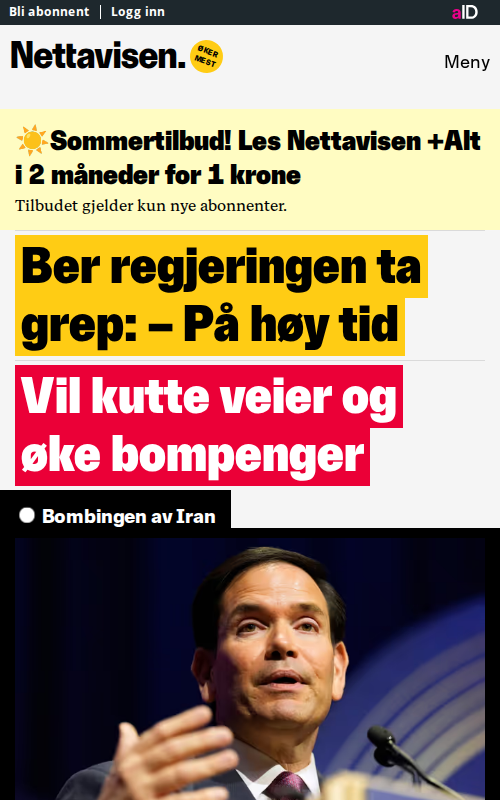 Bli abonnent | Logg inn
aID
Nettavisen.
ØKER
MEST
Meny
☀️Sommertilbud! Les Nettavisen +Alt
i 2 måneder for 1 krone
Tilbudet gjelder kun nye abonnenter.
Ber regjeringen ta
grep: – På høy tid
Vil kutte veier og
øke bompenger
Bombingen av Iran